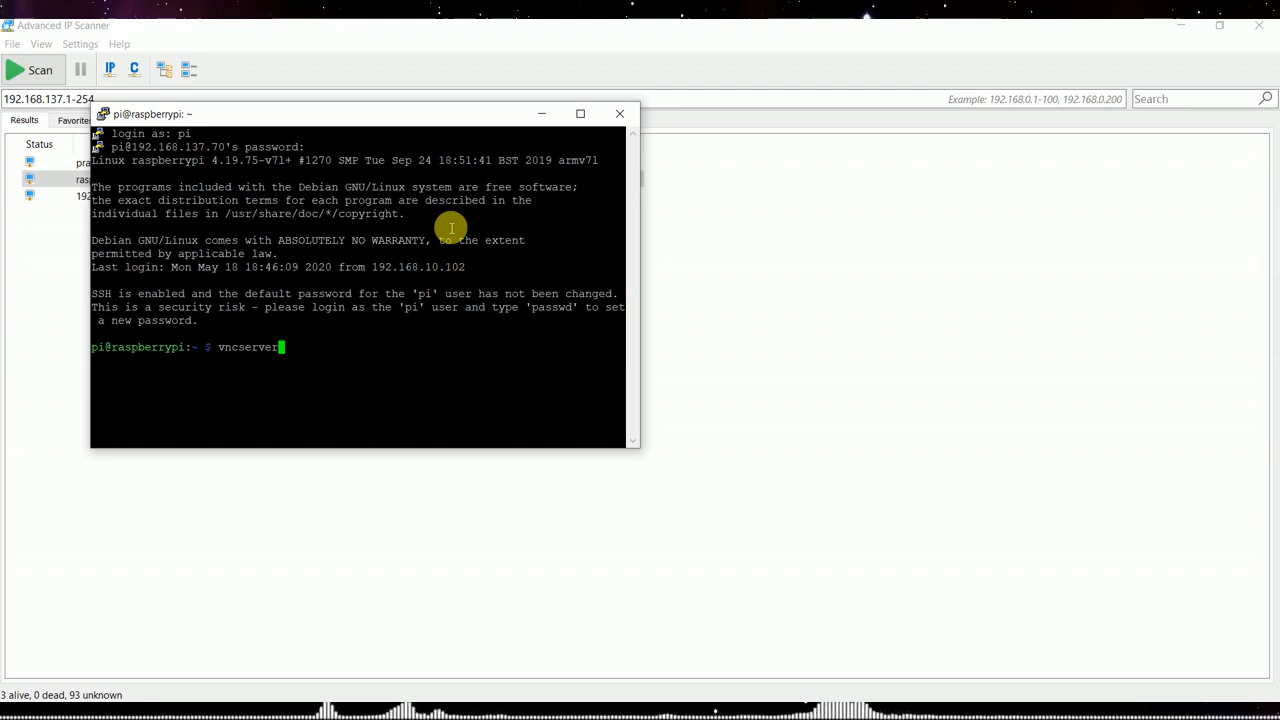 Advanced IP Scanner
File View Settings Help
Scan
IP C
192.168.137.1-254
Example: 192.168.0.1-100, 192.168.0.200
Search
Results Favorites
Status
pra
ras
192
pi@raspberrypi: ~
login as: pi
pi@192.168.137.70's password:
Linux raspberrypi 4.19.75-v7l+ #1270 SMP Tue Sep 24 18:51:41 BST 2019 armv7l
The programs included with the Debian GNU/Linux system are free software;
the exact distribution terms for each program are described in the
individual files in /usr/share/doc/*/copyright.
Debian GNU/Linux comes with ABSOLUTELY NO WARRANTY, to the extent
permitted by applicable law.
Last login: Mon May 18 18:46:09 2020 from 192.168.10.102
SSH is enabled and the default password for the 'pi' user has not been changed.
This is a security risk - please login as the 'pi' user and type 'passwd' to set
a new password.
pi@raspberrypi:~ $ vncserver
3 alive, 0 dead, 93 unknown